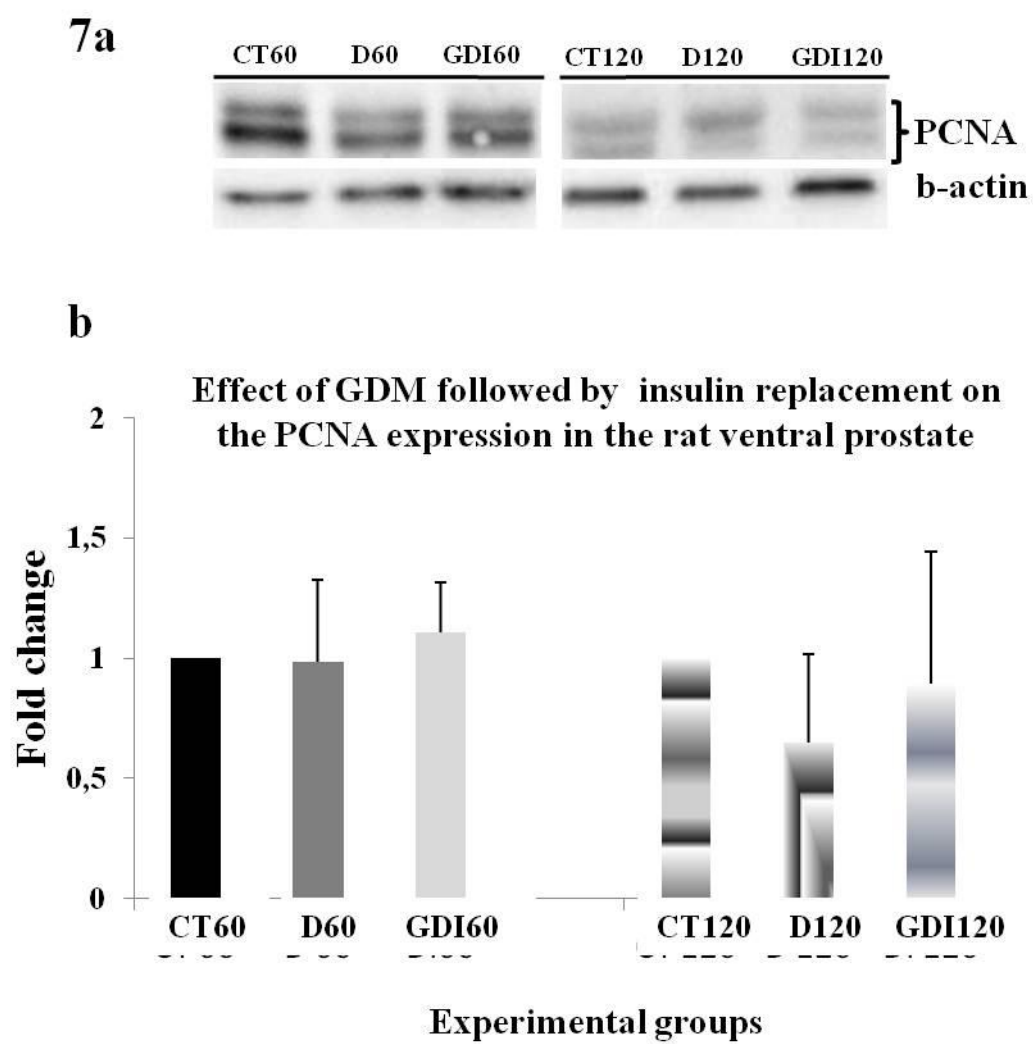 7a
CT60 D60 GDI60 CT120 D120 GDI120
PCNA
b-actin
b
Effect of GDM followed by insulin replacement on
the PCNA expression in the rat ventral prostate
Fold change
2
1,5
1
0,5
0
CT60 D60 GDI60 CT120 D120 GDI120
Experimental groups